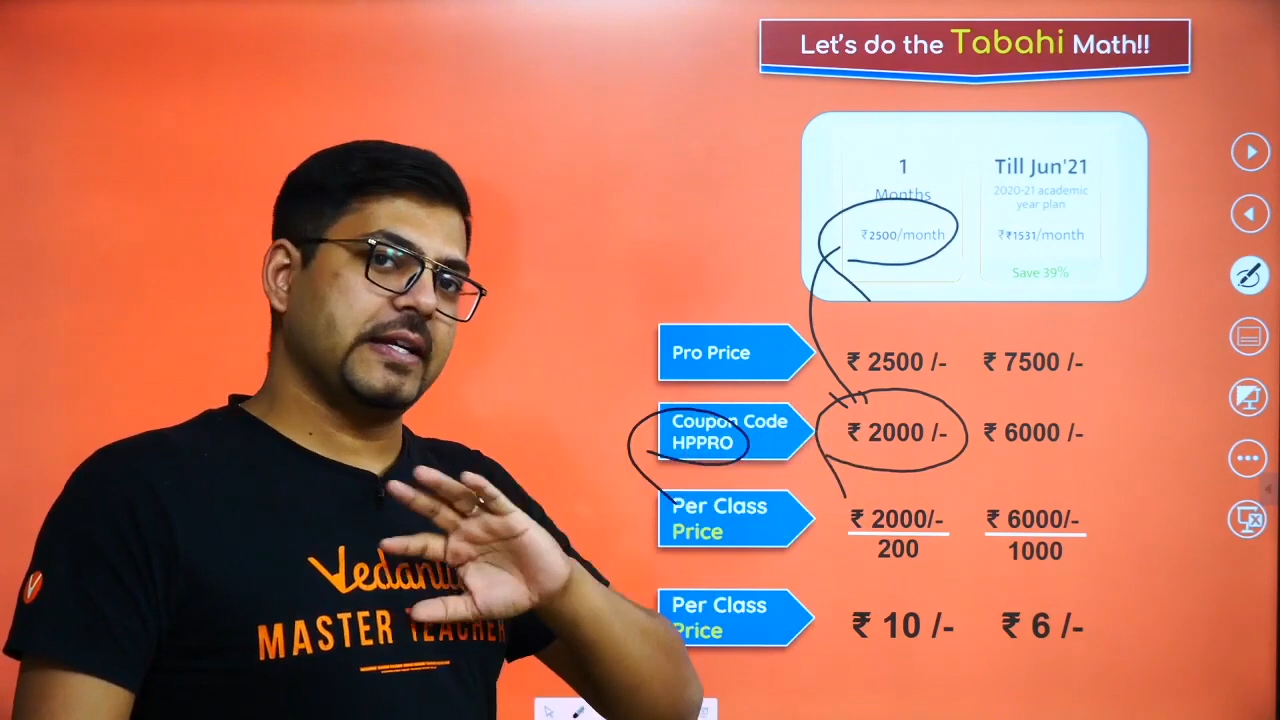 Let's do the Tabahi Math!!
1
Months
₹2500/month
Till Jun'21
2020-21 academic
year plan
₹₹1531/month
Save 39%
Pro Price
₹ 2500 /-
₹ 7500 /-
Coupon Code
HPPRO
₹ 2000 /-
₹ 6000 /-
Per Class
Price
₹ 2000/-
200
₹ 6000/-
1000
Per Class
Price
₹ 10 /-
₹ 6 /-
MASTER TEACHER